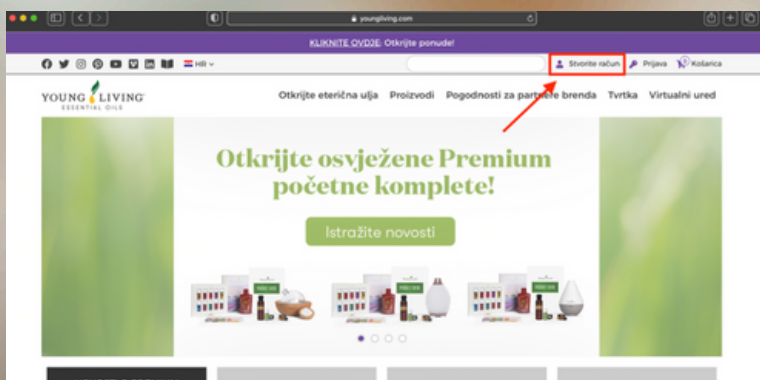 youngliving.com
KLIKNITE OVDJE: Otkrijte ponude!
HR
Stvorite račun
Prijava
Košarica
YOUNG LIVING
ESSENTIAL OILS
Otkrijte eterična ulja
Proizvodi
Pogodnosti za partnere brenda
Tvrtka
Virtualni ured
Otkrijte osvježene Premium
početne komplete!
Istražite novosti